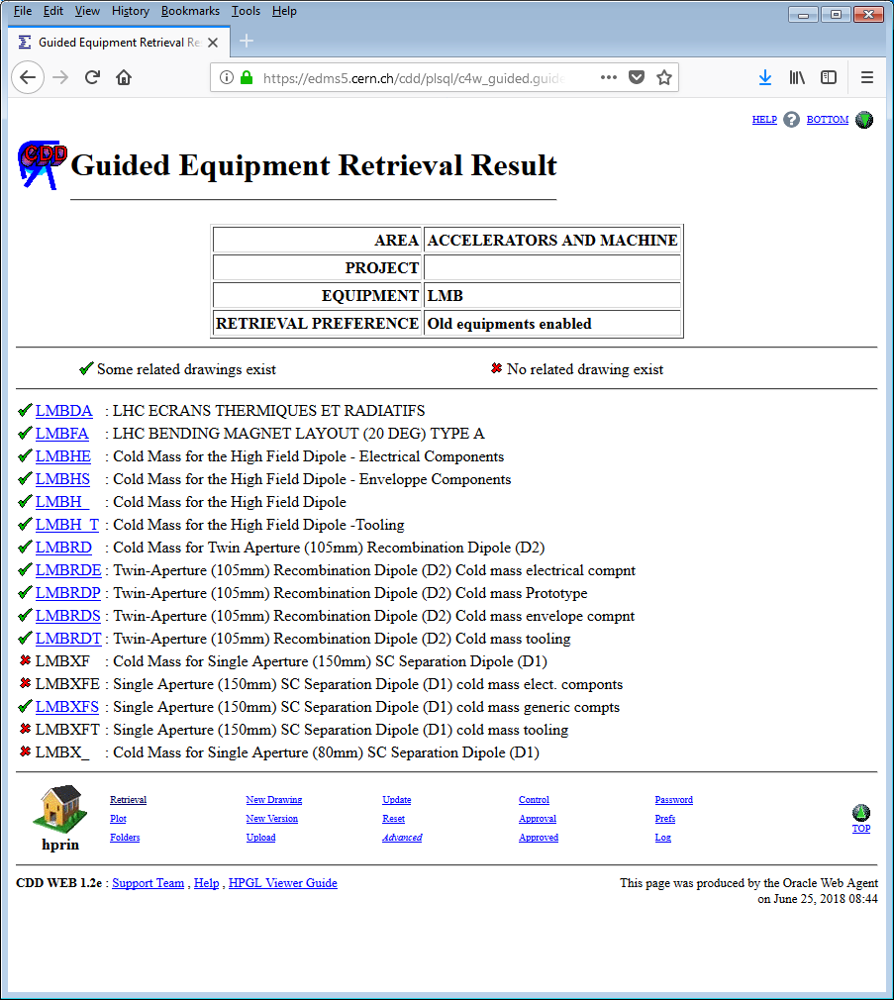 File Edit View History Bookmarks Tools Help
Guided Equipment Retrieval Re
https://edms5.cern.ch/cdd/plsql/c4w_guided.guide
HELP ? BOTTOM
CDD Guided Equipment Retrieval Result
AREA ACCELERATORS AND MACHINE
PROJECT
EQUIPMENT LMB
RETRIEVAL PREFERENCE Old equipments enabled
Some related drawings exist No related drawing exist
LMBDA : LHC ECRANS THERMIQUES ET RADIATIFS
LMBFA : LHC BENDING MAGNET LAYOUT (20 DEG) TYPE A
LMBHE : Cold Mass for the High Field Dipole - Electrical Components
LMBHS : Cold Mass for the High Field Dipole - Enveloppe Components
LMBH_ : Cold Mass for the High Field Dipole
LMBH_T : Cold Mass for the High Field Dipole -Tooling
LMBRD : Cold Mass for Twin Aperture (105mm) Recombination Dipole (D2)
LMBRDE : Twin-Aperture (105mm) Recombination Dipole (D2) Cold mass electrical compnt
LMBRDP : Twin-Aperture (105mm) Recombination Dipole (D2) Cold mass Prototype
LMBRDS : Twin-Aperture (105mm) Recombination Dipole (D2) Cold mass envelope compnt
LMBRDT : Twin-Aperture (105mm) Recombination Dipole (D2) Cold mass tooling
LMBXF : Cold Mass for Single Aperture (150mm) SC Separation Dipole (D1)
LMBXFE : Single Aperture (150mm) SC Separation Dipole (D1) cold mass elect. componts
LMBXFS : Single Aperture (150mm) SC Separation Dipole (D1) cold mass generic compts
LMBXFT : Single Aperture (150mm) SC Separation Dipole (D1) cold mass tooling
LMBX_ : Cold Mass for Single Aperture (80mm) SC Separation Dipole (D1)
Retrieval New Drawing Update Control Password
Plot New Version Reset Approval Prefs
Folders Upload Advanced Approved Log
TOP
hprin
CDD WEB 1.2e : Support Team , Help , HPGL Viewer Guide
This page was produced by the Oracle Web Agent
on June 25, 2018 08:44